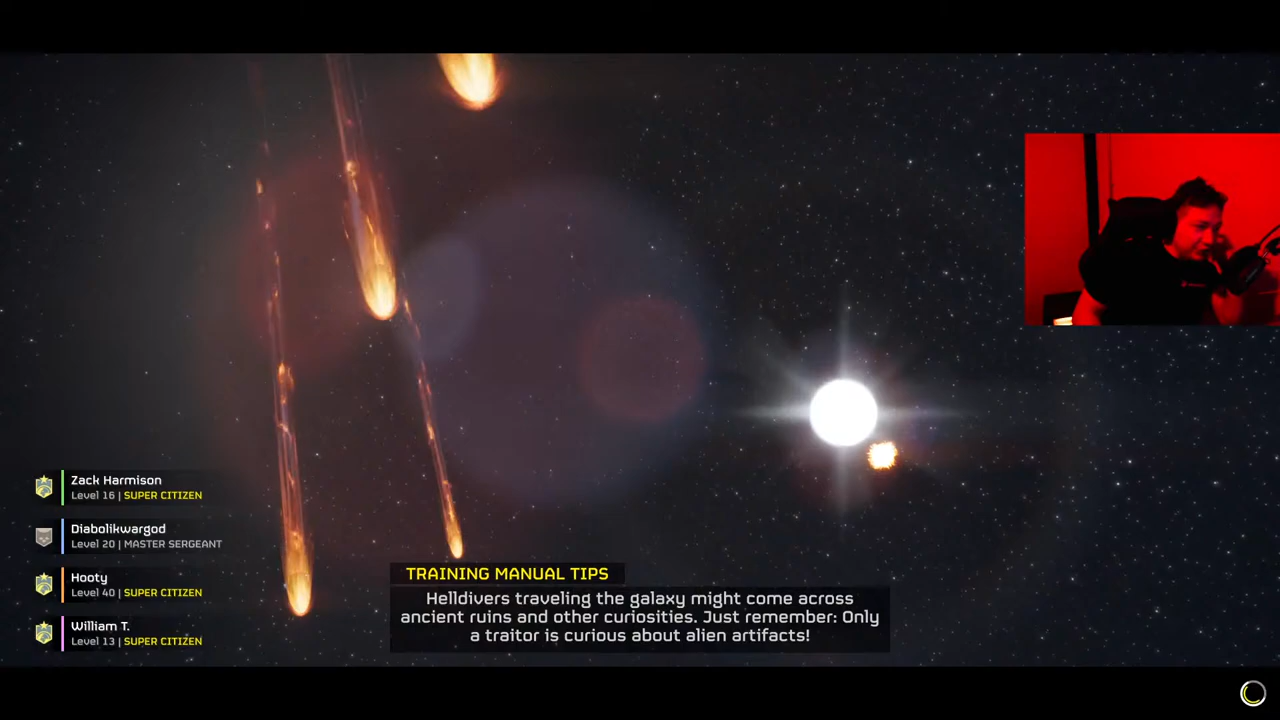 Zack Harmison
Level 16 | SUPER CITIZEN
Diabolikwargod
Level 20 | MASTER SERGEANT
Hooty
Level 40 | SUPER CITIZEN
William T.
Level 13 | SUPER CITIZEN
TRAINING MANUAL TIPS
Helldivers traveling the galaxy might come across
ancient ruins and other curiosities. Just remember: Only
a traitor is curious about alien artifacts!